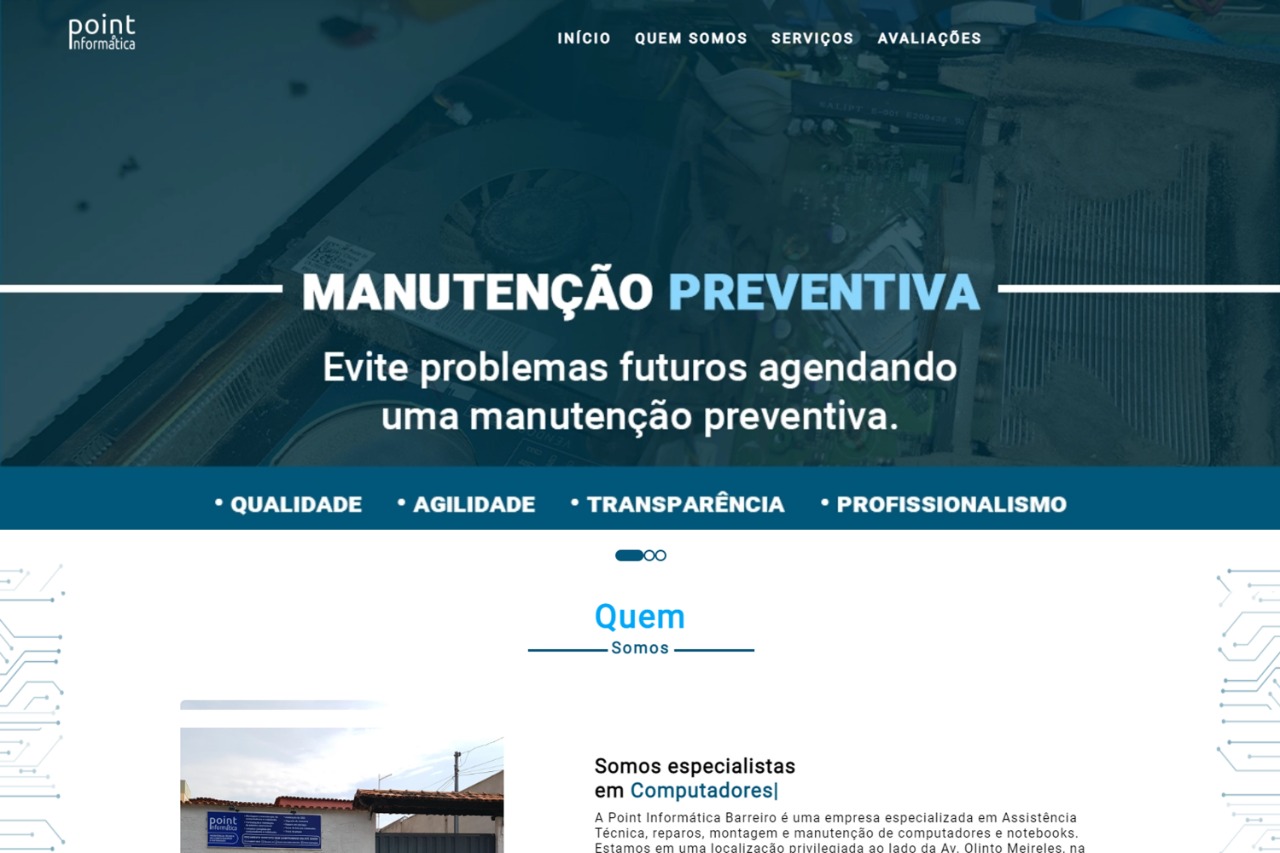 point
Informática
INÍCIO QUEM SOMOS SERVIÇOS AVALIAÇÕES
MANUTENÇÃO PREVENTIVA
Evite problemas futuros agendando
uma manutenção preventiva.
• QUALIDADE • AGILIDADE • TRANSPARÊNCIA • PROFISSIONALISMO
Quem
Somos
Somos especialistas
em Computadores|
A Point Informática Barreiro é uma empresa especializada em Assistência
Técnica, reparos, montagem e manutenção de computadores e notebooks.
Estamos em uma localização privilegiada ao lado da Av. Olinto Meireles, na
point
Informática